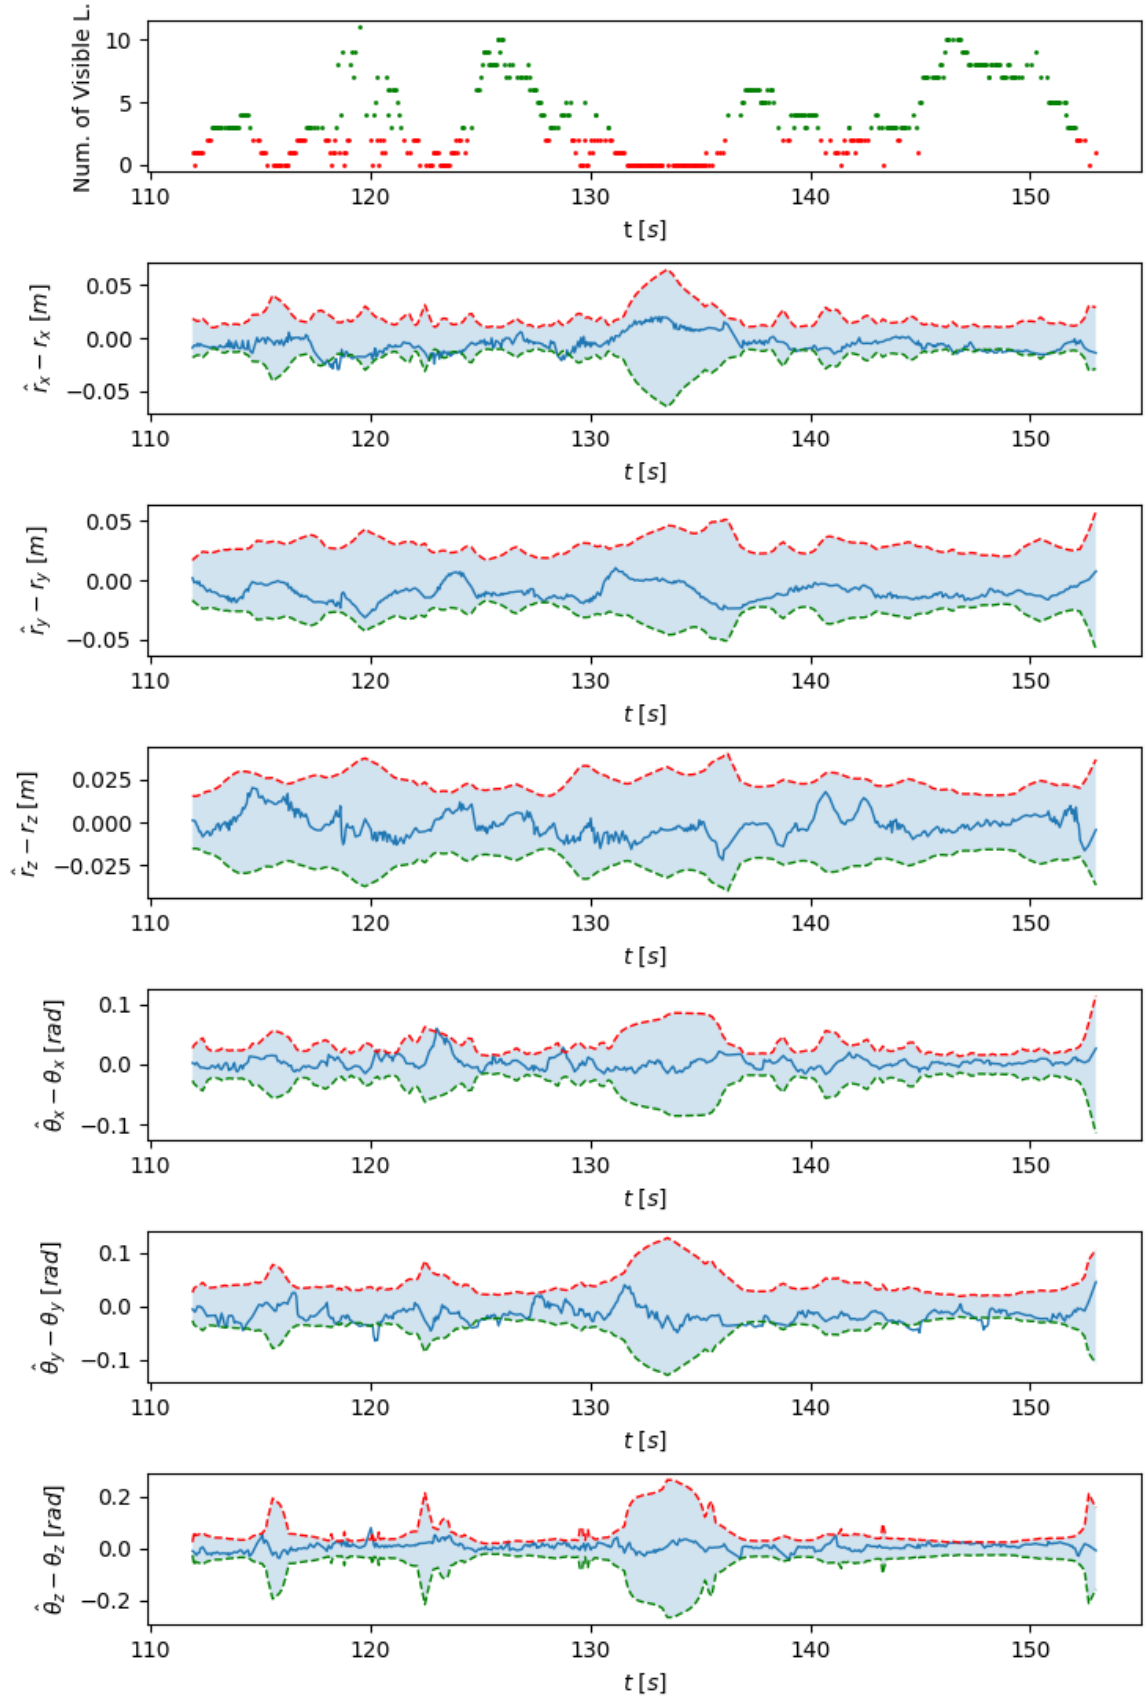 Num. of Visible L.
10
5
0
110 120 130 140 150
t [s]
r̂x − rx [m]
0.05
0.00
−0.05
110 120 130 140 150
t [s]
r̂y − ry [m]
0.05
0.00
−0.05
110 120 130 140 150
t [s]
r̂z − rz [m]
0.025
0.000
−0.025
110 120 130 140 150
t [s]
θ̂x − θx [rad]
0.1
0.0
−0.1
110 120 130 140 150
t [s]
θ̂y − θy [rad]
0.1
0.0
−0.1
110 120 130 140 150
t [s]
θ̂z − θz [rad]
0.2
0.0
−0.2
110 120 130 140 150
t [s]